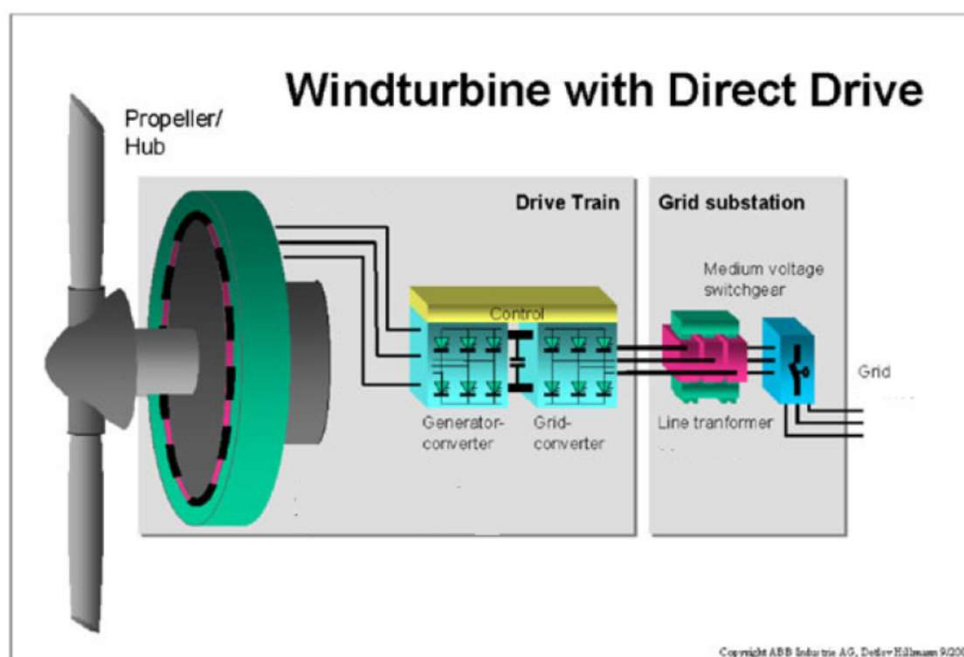 Windturbine with Direct Drive
Propeller/
Hub
Drive Train
Grid substation
Medium voltage
switchgear
Control
Grid
Generator-
converter
Grid-
converter
Line tranformer
Copyright ABB Industrie AG, Detlev Hillmann 9/200